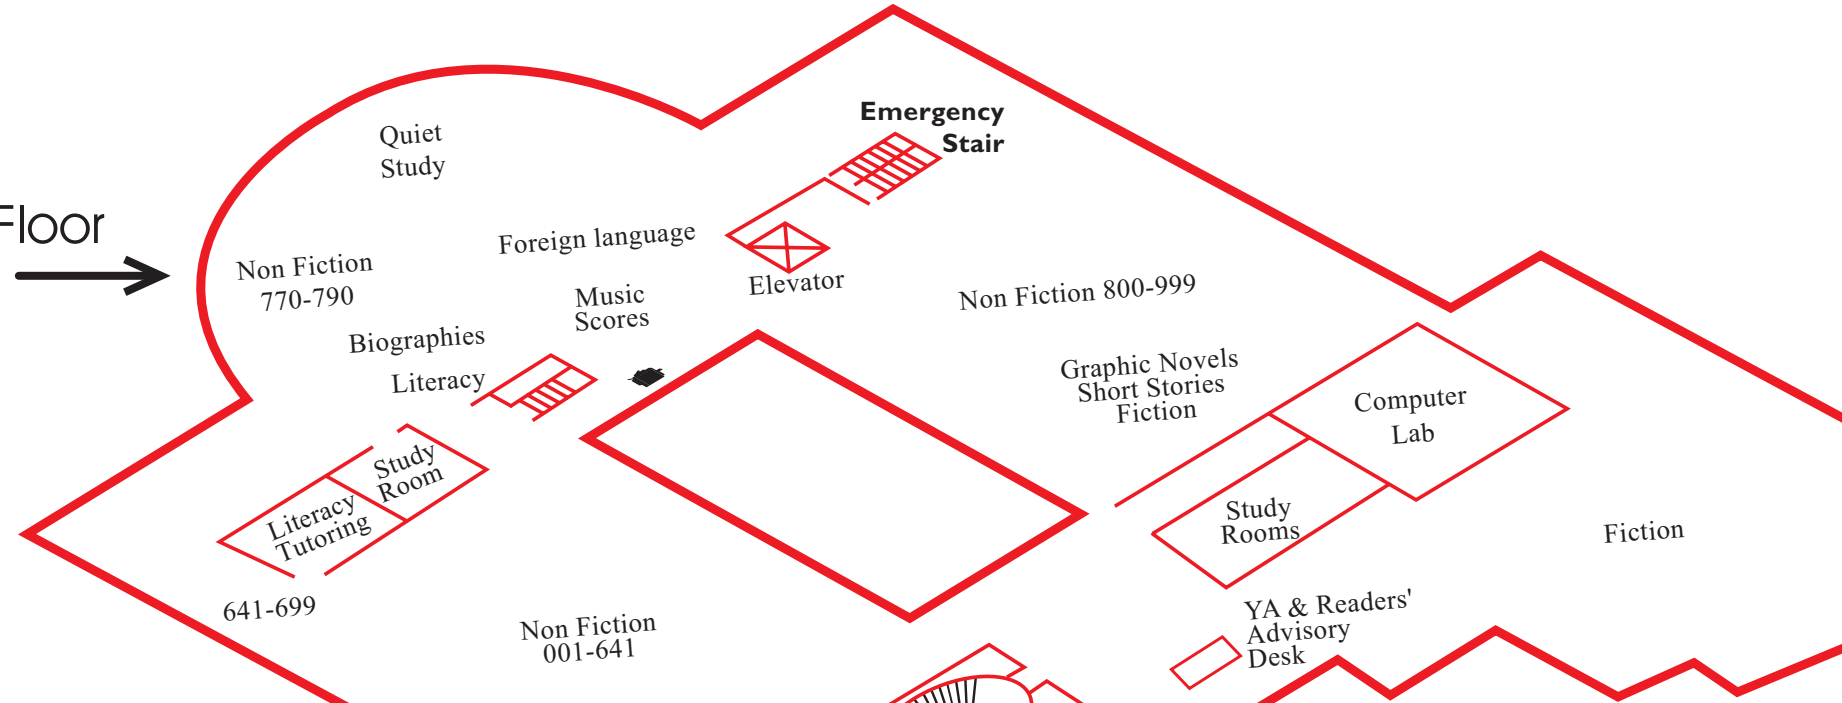 Emergency
Stair
Quiet
Study
Floor
Foreign language
Non Fiction
770-790
Elevator
Music
Scores
Non Fiction 800-999
Biographies
Literacy
Graphic Novels
Short Stories
Fiction
Computer
Lab
Study
Room
Literacy
Tutoring
Study
Rooms
Fiction
641-699
Non Fiction
001-641
YA & Readers'
Advisory
Desk